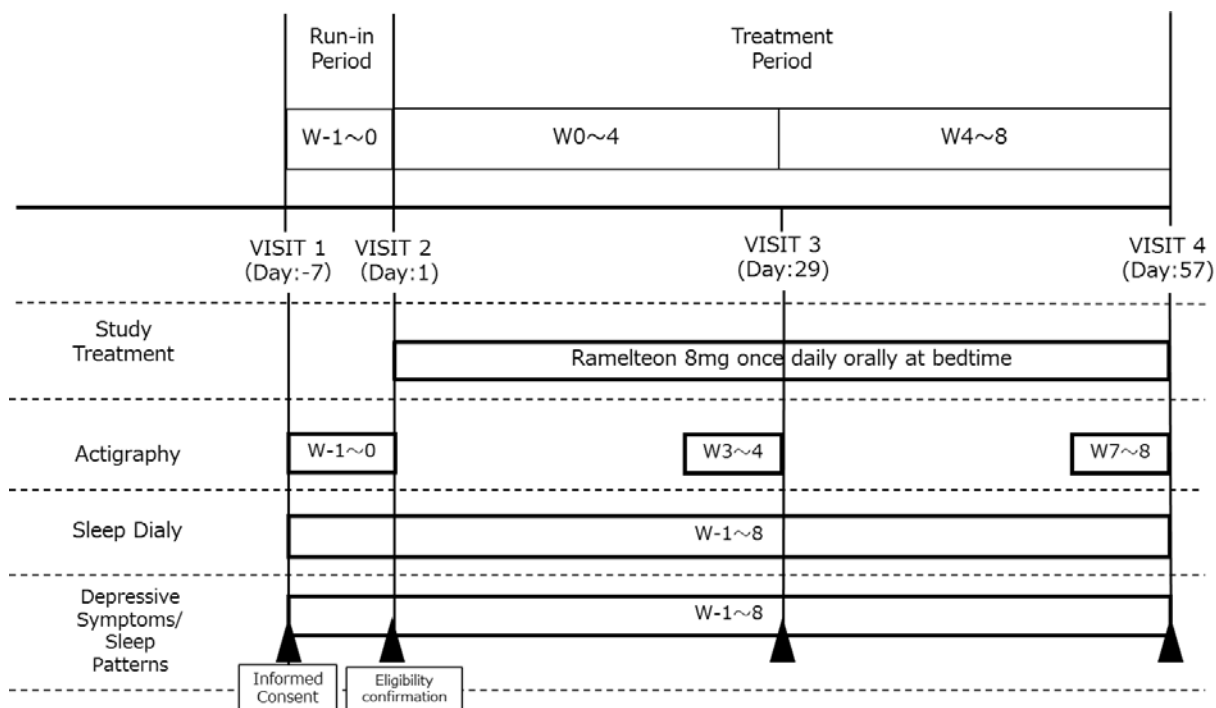 Run-in
Period
Treatment
Period
W-1～0
W0～4
W4～8
VISIT 1
(Day:-7)
VISIT 2
(Day:1)
VISIT 3
(Day:29)
VISIT 4
(Day:57)
Study
Treatment
Ramelteon 8mg once daily orally at bedtime
Actigraphy
W-1～0
W3～4
W7～8
Sleep Dialy
W-1～8
Depressive
Symptoms/
Sleep
Patterns
W-1～8
Informed
Consent
Eligibility
confirmation